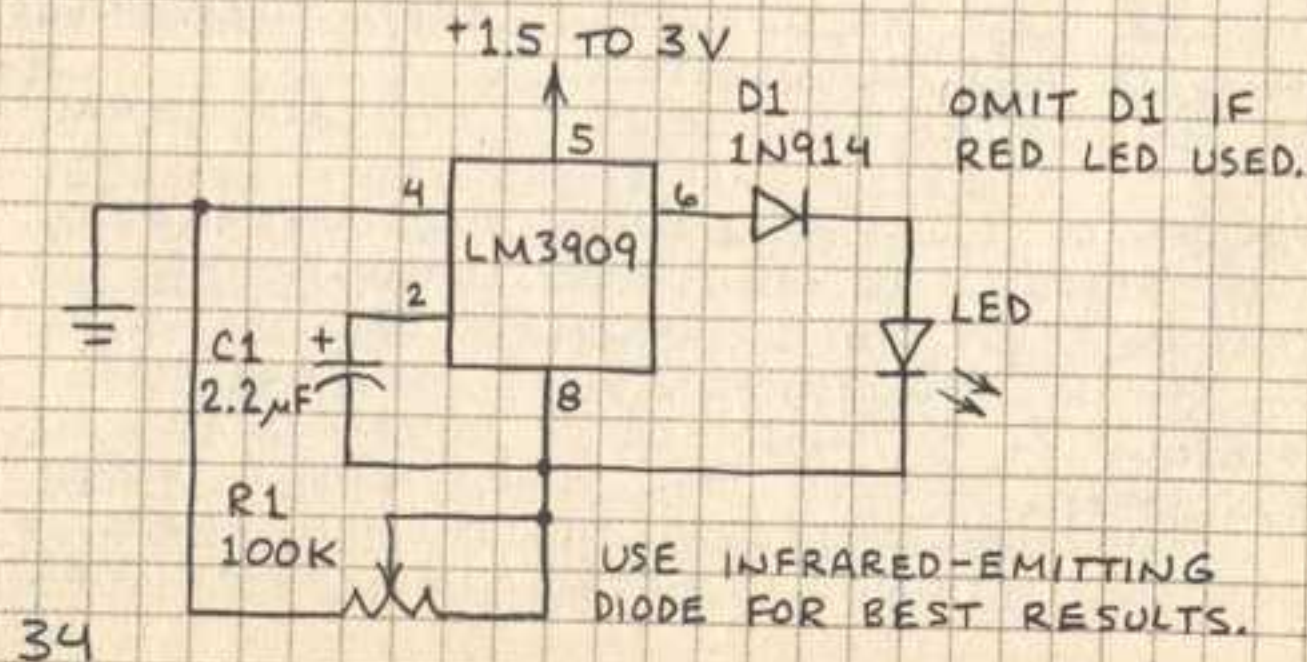 +1.5 TO 3V
D1
1N914
OMIT D1 IF
RED LED USED.
5
4
6
LM3909
2
LED
C1
+
2.2µF
8
R1
100K
USE INFRARED-EMITTING
DIODE FOR BEST RESULTS.
34